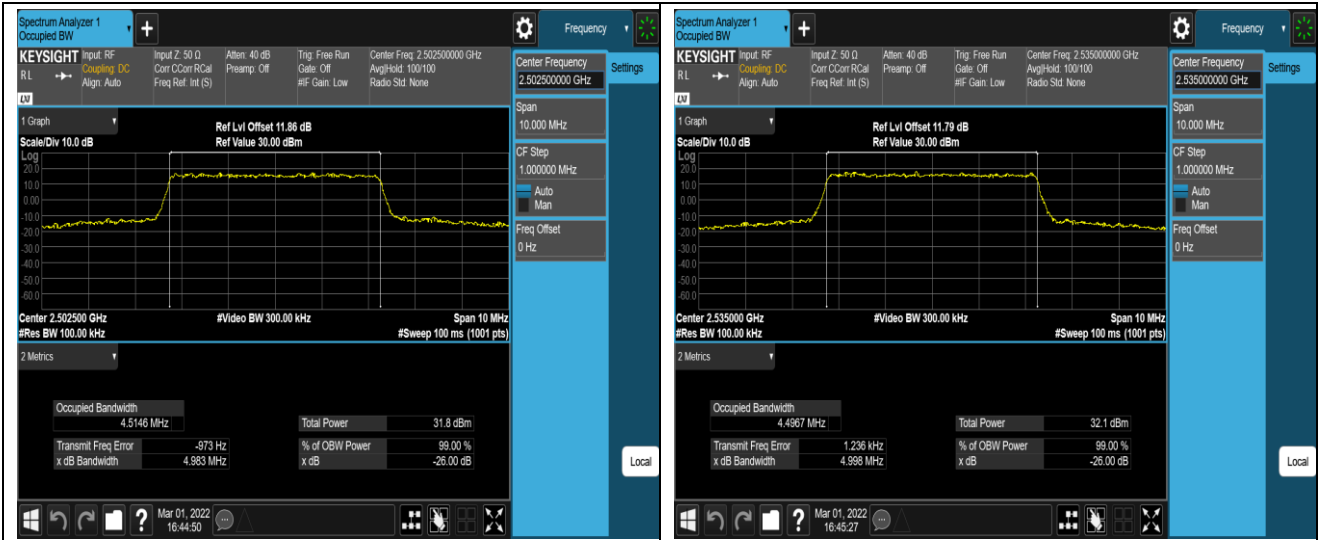 Spectrum Analyzer 1
Occupied BW
+
Frequency
KEYSIGHT Input: RF Input Z: 50 Ω Atten: 40 dB Trig: Free Run Center Freq: 2.502500000 GHz
RL Coupling: DC Corr CCorr RCal Preamp: Off Gate: Off Avg|Hold: 100/100
Align: Auto Freq Ref: Int (S) #IF Gain: Low Radio Std: None
LXI
Center Frequency
2.502500000 GHz
Settings
Span
10.000 MHz
CF Step
1.000000 MHz
Auto
Man
Freq Offset
0 Hz
Local
1 Graph
Ref Lvl Offset 11.86 dB
Scale/Div 10.0 dB Ref Value 30.00 dBm
Log
20.0
10.0
0.00
-10.0
-20.0
-30.0
-40.0
-50.0
-60.0
Center 2.502500 GHz #Video BW 300.00 kHz Span 10 MHz
#Res BW 100.00 kHz #Sweep 100 ms (1001 pts)
2 Metrics
Occupied Bandwidth
4.5146 MHz Total Power 31.8 dBm
Transmit Freq Error -973 Hz % of OBW Power 99.00 %
x dB Bandwidth 4.983 MHz x dB -26.00 dB
? Mar 01, 2022
16:44:50
Spectrum Analyzer 1
Occupied BW
+
Frequency
KEYSIGHT Input: RF Input Z: 50 Ω Atten: 40 dB Trig: Free Run Center Freq: 2.535000000 GHz
RL Coupling: DC Corr CCorr RCal Preamp: Off Gate: Off Avg|Hold: 100/100
Align: Auto Freq Ref: Int (S) #IF Gain: Low Radio Std: None
LXI
Center Frequency
2.535000000 GHz
Settings
Span
10.000 MHz
CF Step
1.000000 MHz
Auto
Man
Freq Offset
0 Hz
Local
1 Graph
Ref Lvl Offset 11.79 dB
Scale/Div 10.0 dB Ref Value 30.00 dBm
Log
20.0
10.0
0.00
-10.0
-20.0
-30.0
-40.0
-50.0
-60.0
Center 2.535000 GHz #Video BW 300.00 kHz Span 10 MHz
#Res BW 100.00 kHz #Sweep 100 ms (1001 pts)
2 Metrics
Occupied Bandwidth
4.4967 MHz Total Power 32.1 dBm
Transmit Freq Error 1.236 kHz % of OBW Power 99.00 %
x dB Bandwidth 4.998 MHz x dB -26.00 dB
? Mar 01, 2022
16:45:27